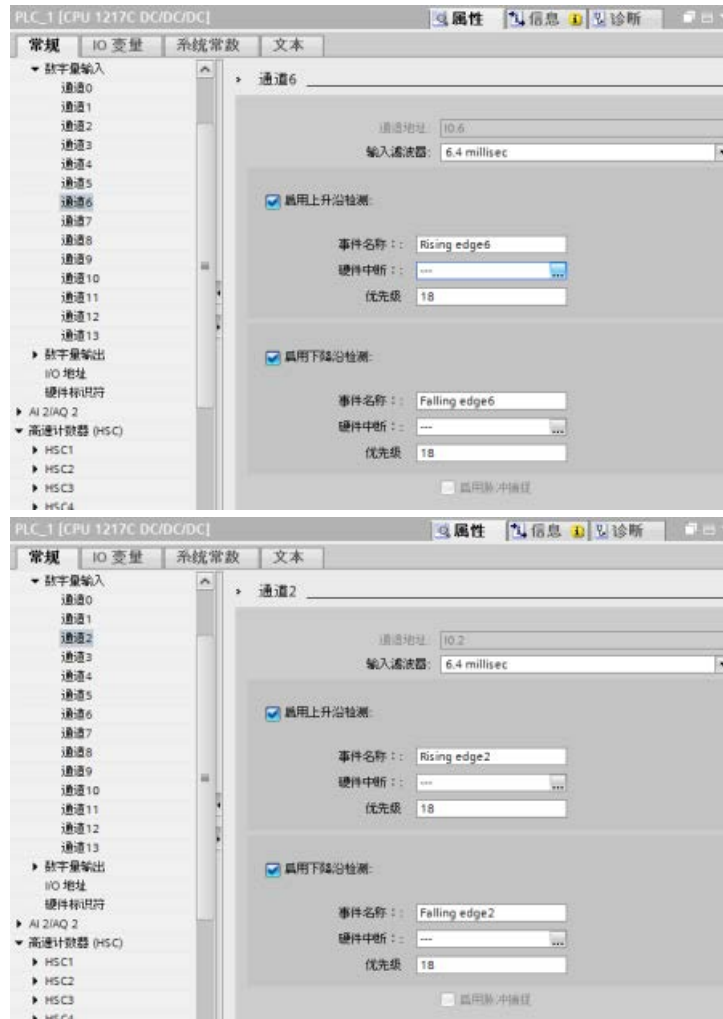 PLC_1 [CPU 1217C DC/DC/DC]
属性 信息 诊断
常规 IO 变量 系统常数 文本
数字量输入
通道0
通道1
通道2
通道3
通道4
通道5
通道6
通道7
通道8
通道9
通道10
通道11
通道12
通道13
数字量输出
I/O 地址
硬件标识符
AI 2/AQ 2
高速计数器 (HSC)
HSC1
HSC2
HSC3
HSC4
通道6
通道地址: I0.6
输入滤波器: 6.4 millisec
启用上升沿检测:
事件名称：: Rising edge6
硬件中断：: ---
...
优先级 18
启用下降沿检测:
事件名称：: Falling edge6
硬件中断：: ---
...
优先级 18
启用脉冲捕捉
PLC_1 [CPU 1217C DC/DC/DC]
属性 信息 诊断
常规 IO 变量 系统常数 文本
数字量输入
通道0
通道1
通道2
通道3
通道4
通道5
通道6
通道7
通道8
通道9
通道10
通道11
通道12
通道13
数字量输出
I/O 地址
硬件标识符
AI 2/AQ 2
高速计数器 (HSC)
HSC1
HSC2
HSC3
HSC4
通道2
通道地址: I0.2
输入滤波器: 6.4 millisec
启用上升沿检测:
事件名称：: Rising edge2
硬件中断：: ---
...
优先级 18
启用下降沿检测:
事件名称：: Falling edge2
硬件中断：: ---
...
优先级 18
启用脉冲捕捉